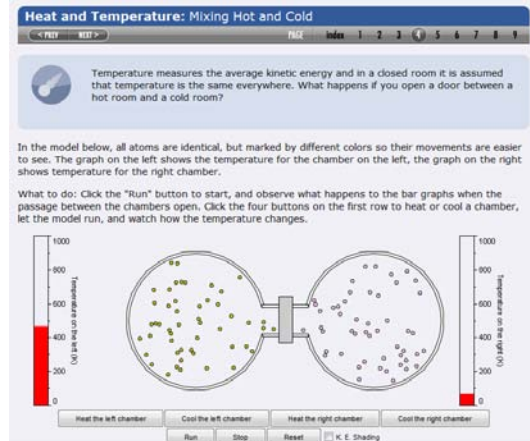 Heat and Temperature: Mixing Hot and Cold
< PREV NEXT > PAGE index 1 2 3 4 5 6 7 8 9
Temperature measures the average kinetic energy and in a closed room it is assumed
that temperature is the same everywhere. What happens if you open a door between a
hot room and a cold room?
In the model below, all atoms are identical, but marked by different colors so their movements are easier
to see. The graph on the left shows the temperature for the chamber on the left, the graph on the right
shows temperature for the right chamber.
What to do: Click the "Run" button to start, and observe what happens to the bar graphs when the
passage between the chambers open. Click the four buttons on the first row to heat or cool a chamber,
let the model run, and watch how the temperature changes.
1000
800
600
400
200
0
Temperature on the left (K)
1000
800
600
400
200
0
Temperature on the right (K)
Heat the left chamber Cool the left chamber Heat the right chamber Cool the right chamber
Run Stop Reset K. E. Shading